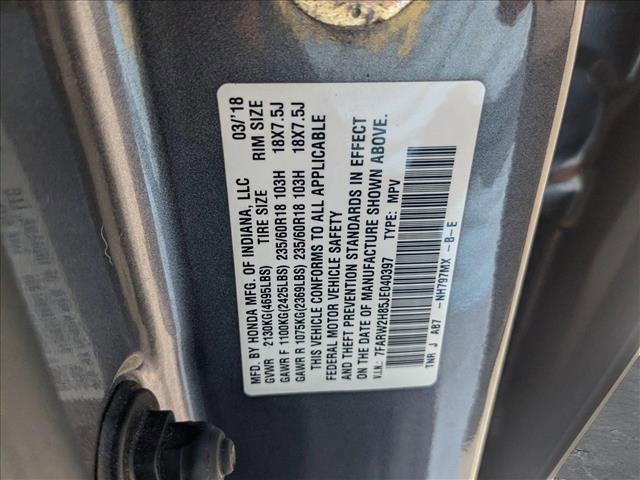 MFD. BY HONDA MFG. OF INDIANA, LLC 03/'18
GVWR 2130KG(4695LBS) TIRE SIZE RIM SIZE
GAWR F 1100KG(2425LBS) 235/60R18 103H 18X7.5J
GAWR R 1075KG(2369LBS) 235/60R18 103H 18X7.5J
THIS VEHICLE CONFORMS TO ALL APPLICABLE
FEDERAL MOTOR VEHICLE SAFETY
AND THEFT PREVENTION STANDARDS IN EFFECT
ON THE DATE OF MANUFACTURE SHOWN ABOVE.
V.I.N.: 7FARW2H85JE040397 TYPE: MPV
TNR J A87 -NH797MX -B-E